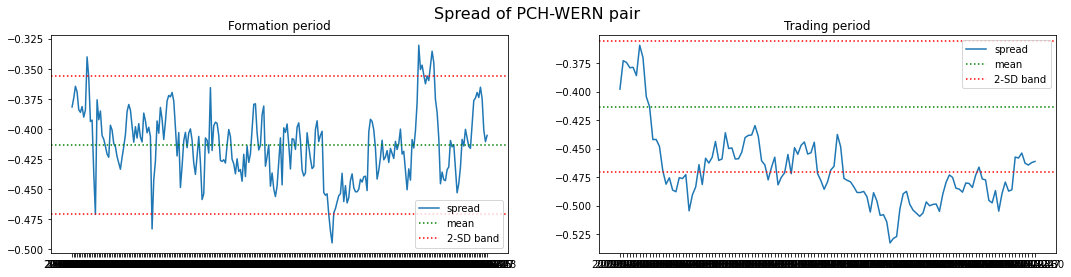 Spread of PCH-WERN pair
Formation period
−0.325
−0.350
−0.375
−0.400
−0.425
−0.450
−0.475
−0.500
spread
mean
2-SD band
Trading period
−0.375
−0.400
−0.425
−0.450
−0.475
−0.500
−0.525
spread
mean
2-SD band